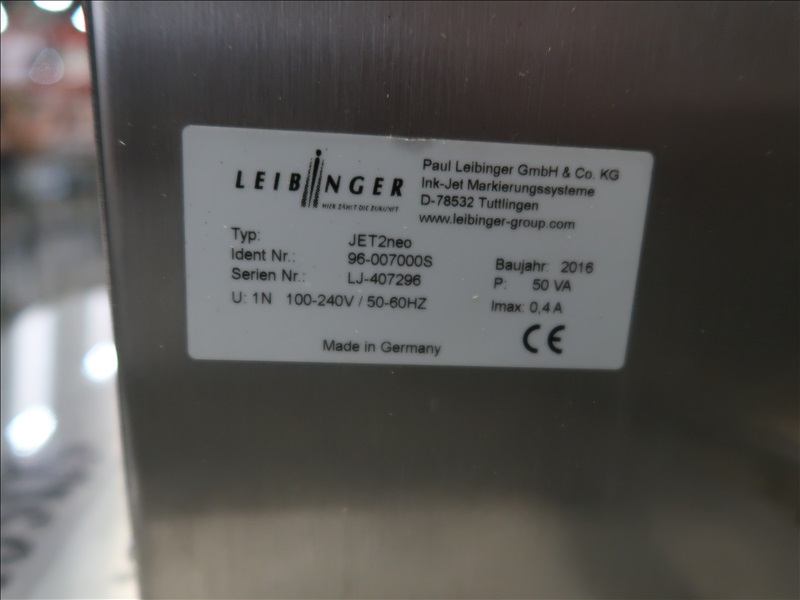 LEIBINGER
HIER ZÄHLT DIE ZUKUNFT
Paul Leibinger GmbH & Co. KG
Ink-Jet Markierungssysteme
D-78532 Tuttlingen
www.leibinger-group.com
Typ: JET2neo
Ident Nr.: 96-007000S
Serien Nr.: LJ-407296
U: 1N 100-240V / 50-60HZ
Baujahr: 2016
P: 50 VA
Imax: 0,4 A
Made in Germany
CE